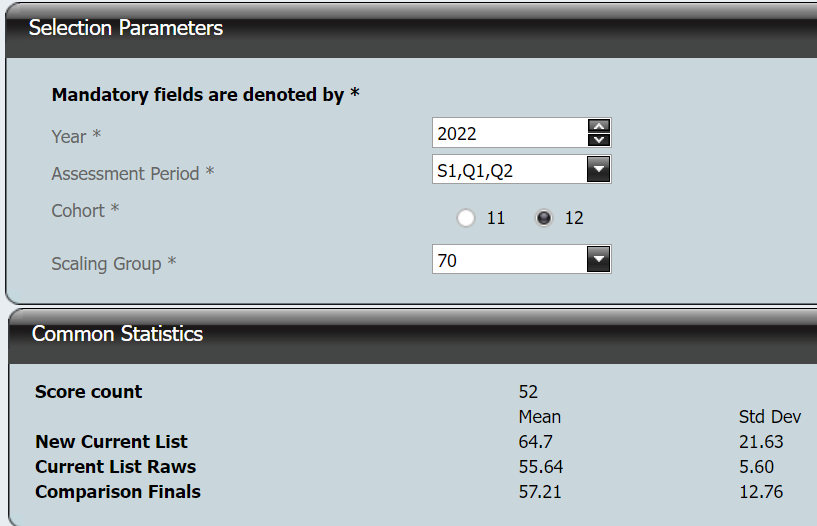 Selection Parameters
Mandatory fields are denoted by *
Year * 2022
Assessment Period * S1,Q1,Q2
Cohort * 11 12
Scaling Group * 70
Common Statistics
Score count 52
Mean Std Dev
New Current List 64.7 21.63
Current List Raws 55.64 5.60
Comparison Finals 57.21 12.76